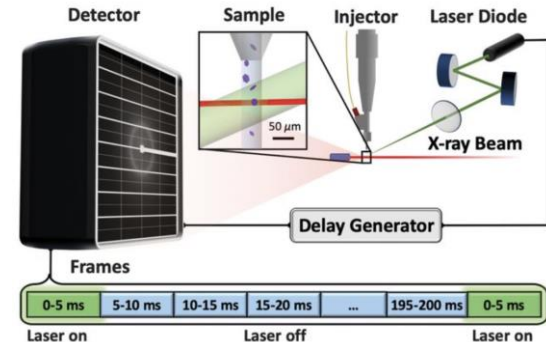 Detector
Sample
Injector
Laser Diode
50 μm
X-ray Beam
Delay Generator
Frames
0-5 ms 5-10 ms 10-15 ms 15-20 ms ... 195-200 ms 0-5 ms
Laser on Laser off Laser on